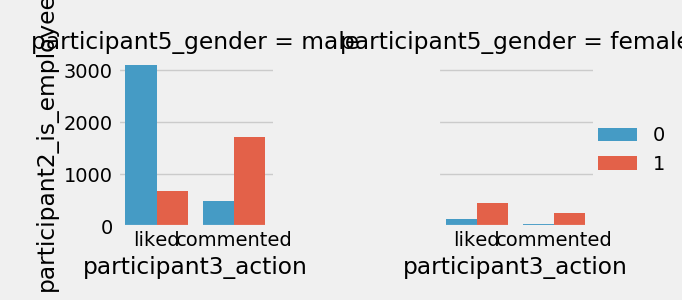 participant5_gender = male
participant5_gender = female
participant2_is_employee
3000
2000
1000
0
liked
commented
liked
commented
participant3_action
participant3_action
0
1